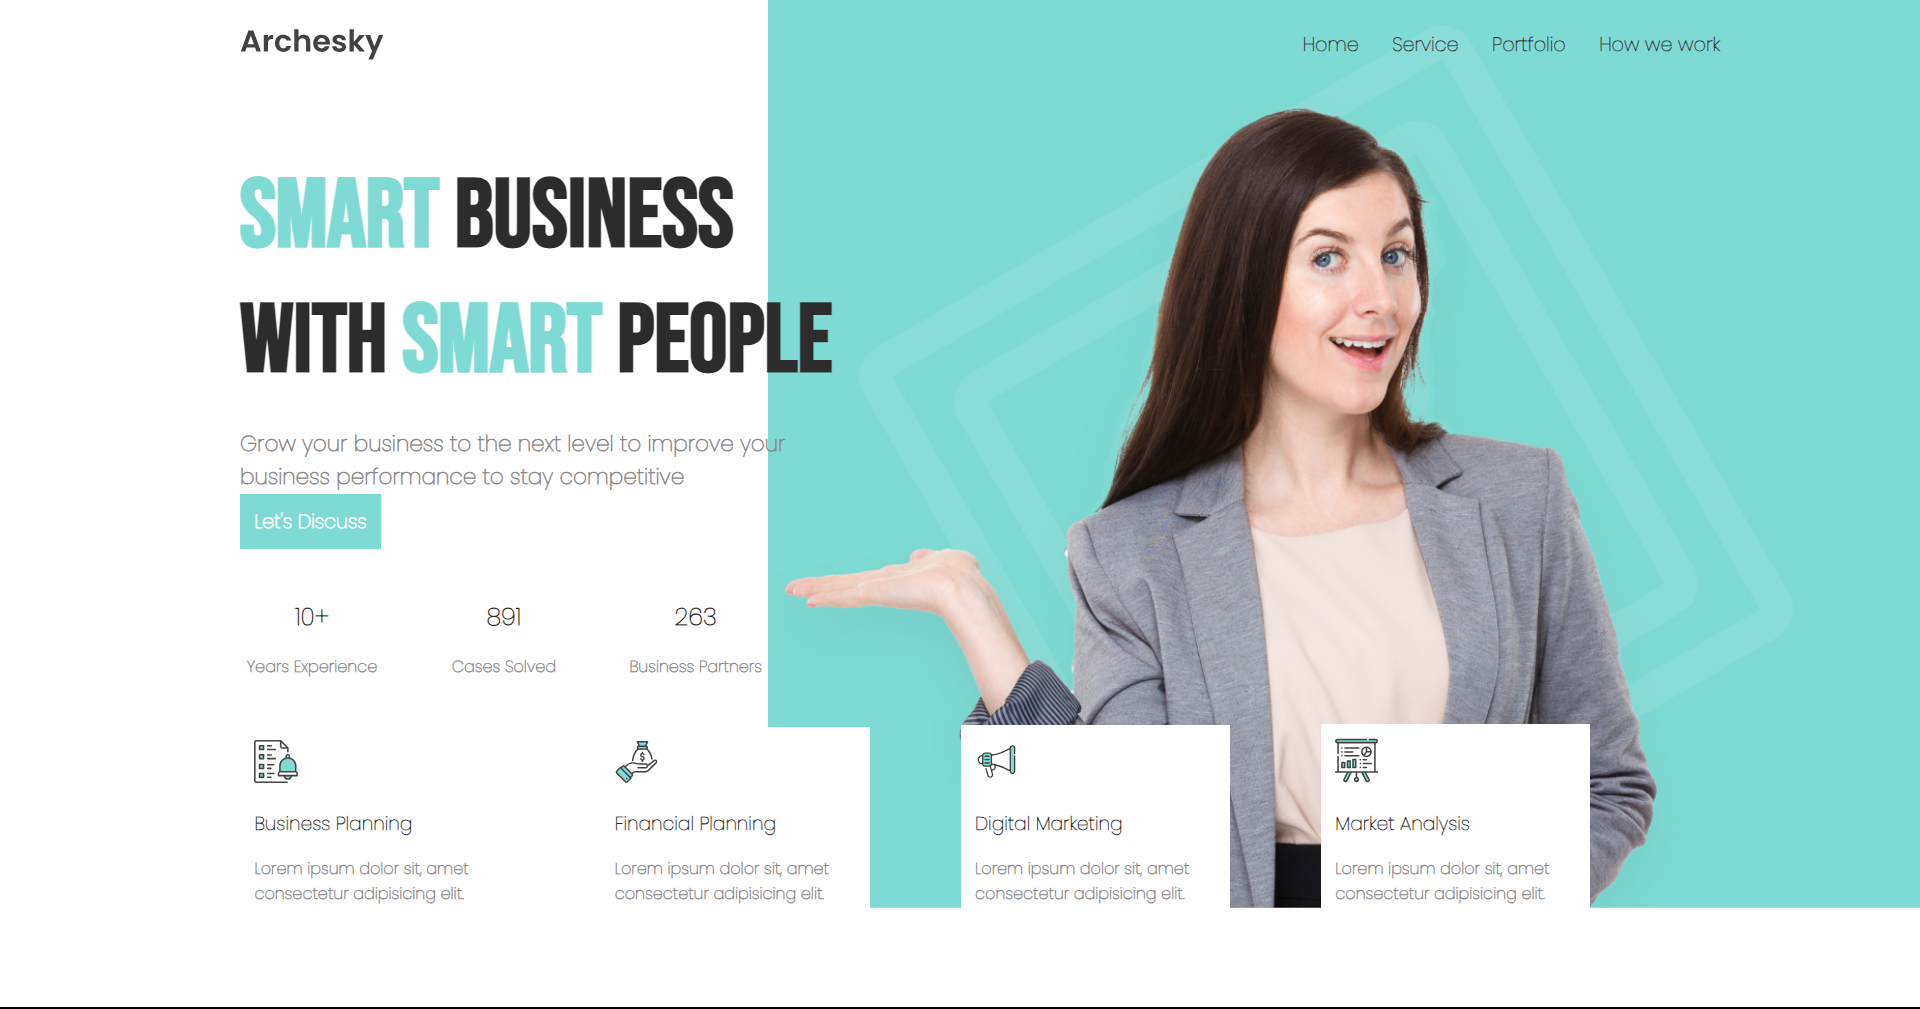 Archesky
Home Service Portfolio How we work
SMART BUSINESS
WITH SMART PEOPLE
Grow your business to the next level to improve your
business performance to stay competitive
Let's Discuss
10+ 891 263
Years Experience Cases Solved Business Partners
Business Planning
Lorem ipsum dolor sit, amet
consectetur adipisicing elit.
Financial Planning
Lorem ipsum dolor sit, amet
consectetur adipisicing elit.
Digital Marketing
Lorem ipsum dolor sit, amet
consectetur adipisicing elit.
Market Analysis
Lorem ipsum dolor sit, amet
consectetur adipisicing elit.